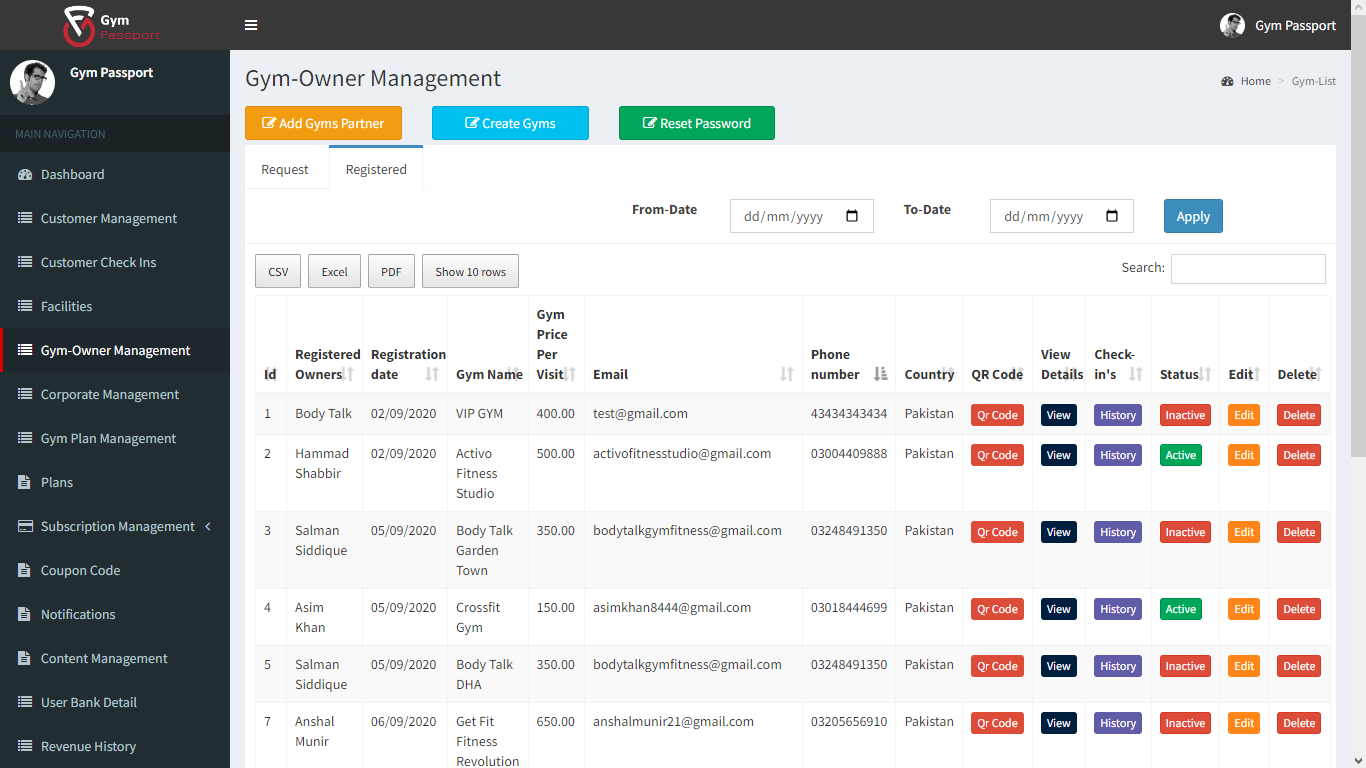 Gym
Passport
Gym Passport
Gym Passport
MAIN NAVIGATION
Dashboard
Customer Management
Customer Check Ins
Facilities
Gym-Owner Management
Corporate Management
Gym Plan Management
Plans
Subscription Management
Coupon Code
Notifications
Content Management
User Bank Detail
Revenue History
Gym-Owner Management
Home > Gym-List
Add Gyms Partner Create Gyms Reset Password
Request Registered
From-Date dd/mm/yyyy To-Date dd/mm/yyyy Apply
CSV Excel PDF Show 10 rows Search:
Id Registered Owners Registration date Gym Name Gym Price Per Visit Email Phone number Country QR Code View Details Check-in's Status Edit Delete
1 Body Talk 02/09/2020 VIP GYM 400.00 test@gmail.com 43434343434 Pakistan Qr Code View History Inactive Edit Delete
2 Hammad Shabbir 02/09/2020 Activo Fitness Studio 500.00 activofitnesstudio@gmail.com 03004409888 Pakistan Qr Code View History Active Edit Delete
3 Salman Siddique 05/09/2020 Body Talk Garden Town 350.00 bodytalkgymfitness@gmail.com 03248491350 Pakistan Qr Code View History Inactive Edit Delete
4 Asim Khan 05/09/2020 Crossfit Gym 150.00 asimkhan8444@gmail.com 03018444699 Pakistan Qr Code View History Active Edit Delete
5 Salman Siddique 05/09/2020 Body Talk DHA 350.00 bodytalkgymfitness@gmail.com 03248491350 Pakistan Qr Code View History Inactive Edit Delete
7 Anshal Munir 06/09/2020 Get Fit Fitness Revolution 650.00 anshalmunir21@gmail.com 03205656910 Pakistan Qr Code View History Inactive Edit Delete